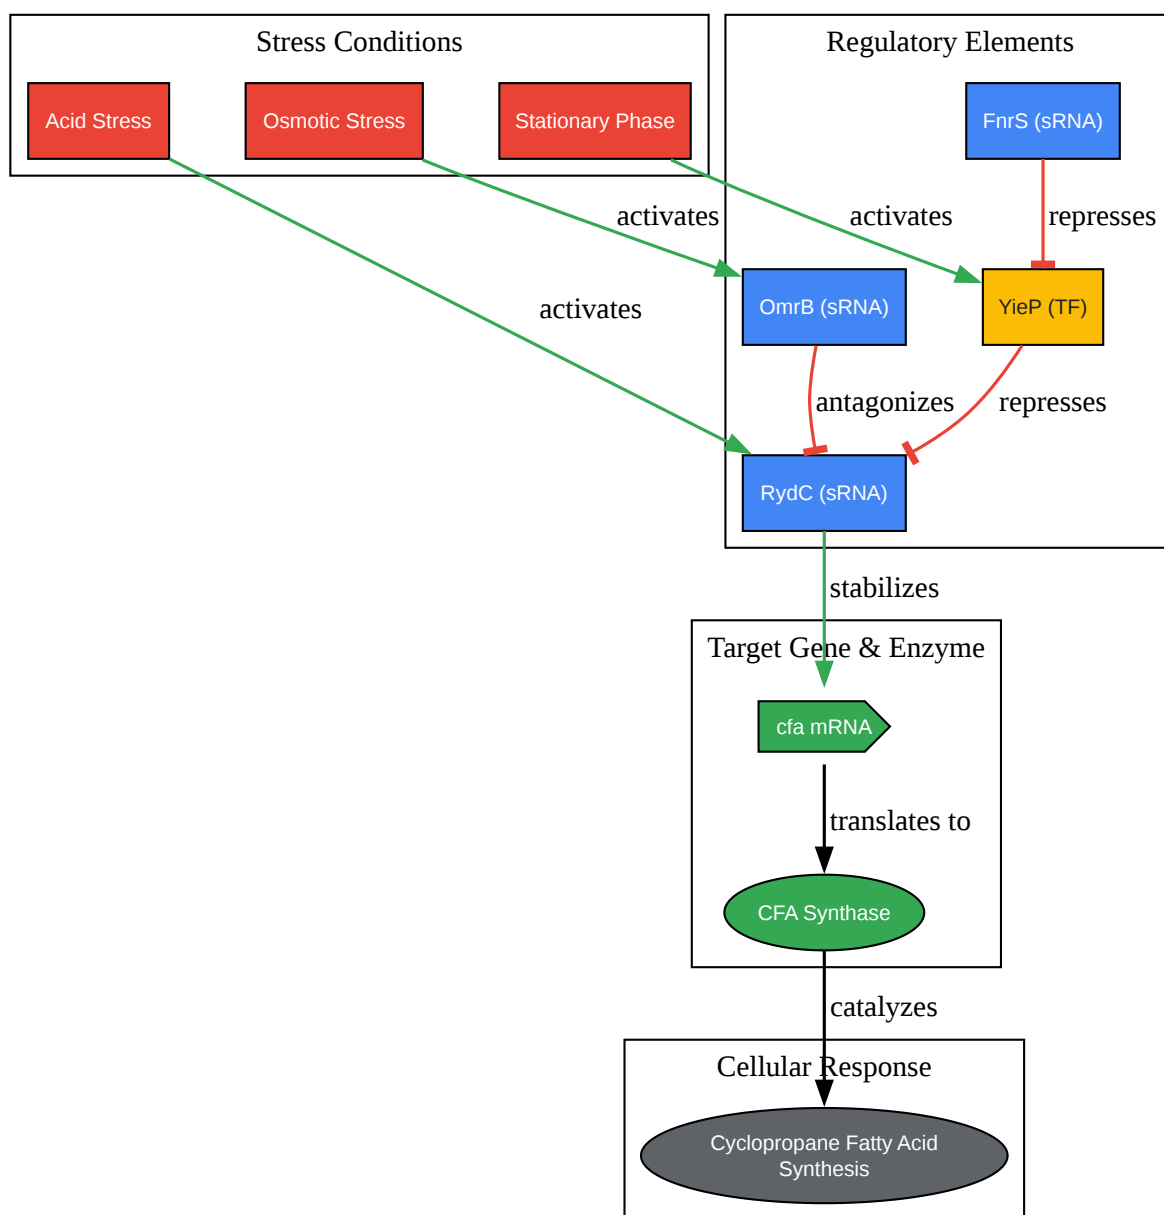 Stress Conditions
Regulatory Elements
Acid Stress
Osmotic Stress
Stationary Phase
FnrS (sRNA)
activates
activates
represses
activates
OmrB (sRNA)
YieP (TF)
antagonizes
represses
RydC (sRNA)
stabilizes
Target Gene & Enzyme
cfa mRNA
translates to
CFA Synthase
catalyzes
Cellular Response
Cyclopropane Fatty Acid
Synthesis